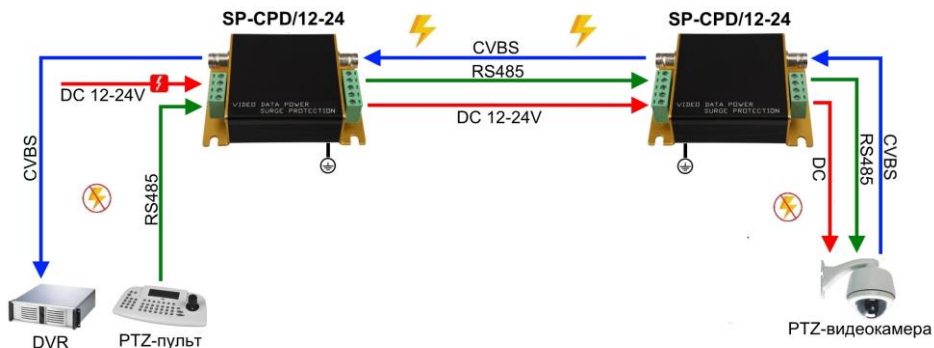 SP-CPD/12-24
SP-CPD/12-24
CVBS
RS485
DC 12-24V
DC 12-24V
VIDEO DATA POWER
SURGE PROTECTION
VIDEO DATA POWER
SURGE PROTECTION
CVBS
RS485
DC
RS485
CVBS
DVR
PTZ-пульт
PTZ-видеокамера